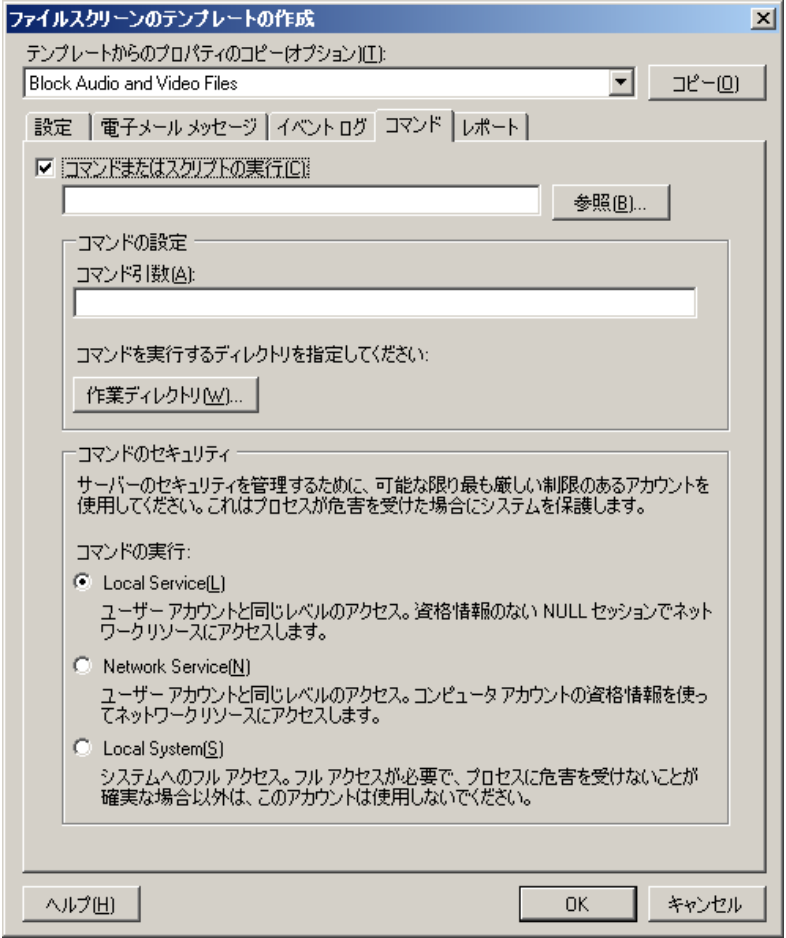 ファイルスクリーンのテンプレートの作成
テンプレートからのプロパティのコピー(オプション)(T):
Block Audio and Video Files
コピー(O)
設定
電子メール メッセージ
イベント ログ
コマンド
レポート
コマンドまたはスクリプトの実行(C):
参照(B)...
コマンドの設定
コマンド引数(A):
コマンドを実行するディレクトリを指定してください:
作業ディレクトリ(W)...
コマンドのセキュリティ
サーバーのセキュリティを管理するために、可能な限り最も厳しい制限のあるアカウントを
使用してください。これはプロセスが危害を受けた場合にシステムを保護します。
コマンドの実行:
Local Service(L)
ユーザー アカウントと同じレベルのアクセス。資格情報のない NULL セッションでネット
ワーク リソースにアクセスします。
Network Service(N)
ユーザー アカウントと同じレベルのアクセス。コンピュータ アカウントの資格情報を使っ
てネットワーク リソースにアクセスします。
Local System(S)
システムへのフル アクセス。フル アクセスが必要で、プロセスに危害を受けないことが
確実な場合以外は、このアカウントは使用しないでください。
ヘルプ(H)
OK
キャンセル